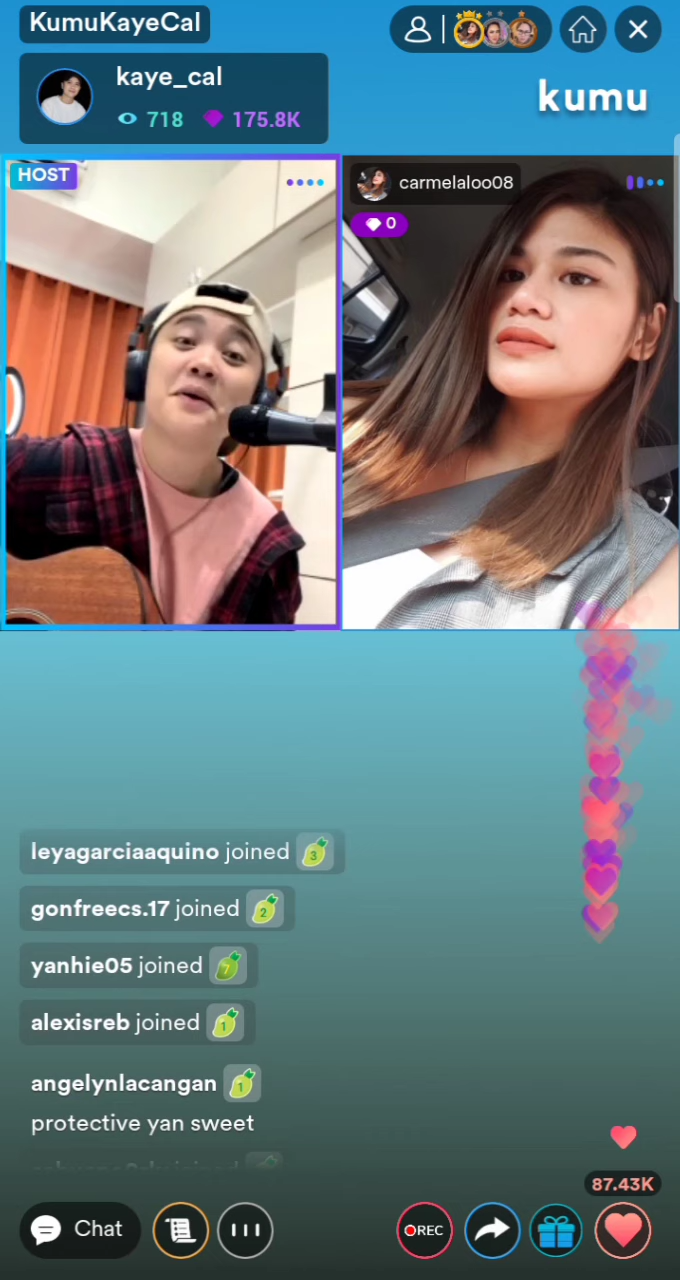 KumuKayeCal
kaye_cal
718 175.8K
kumu
HOST
carmelaloo08
0
leyagarciaaquino joined 3
gonfreecs.17 joined 2
yanhie05 joined 7
alexisreb joined 1
angelynlacangan 1
protective yan sweet
joined
87.43K
Chat
REC